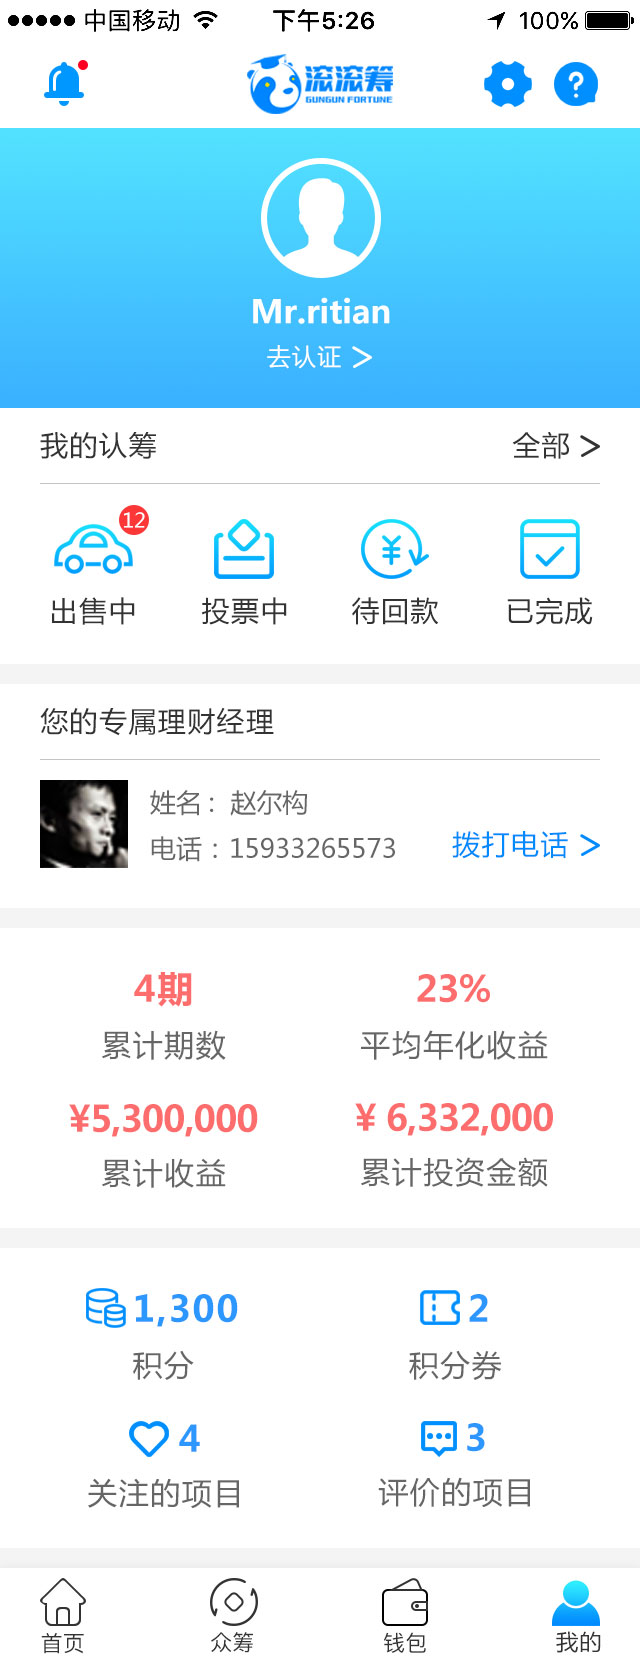 中国移动 下午5:26 100%
滚滚筹
GUNGUN FORTUNE
Mr.ritian
去认证 >
我的认筹 全部 >
12
出售中 投票中 待回款 已完成
您的专属理财经理
姓名：赵尔构
电话：15933265573 拨打电话 >
4期 23%
累计期数 平均年化收益
¥5,300,000 ¥ 6,332,000
累计收益 累计投资金额
1,300 2
积分 积分券
4 3
关注的项目 评价的项目
首页 众筹 钱包 我的